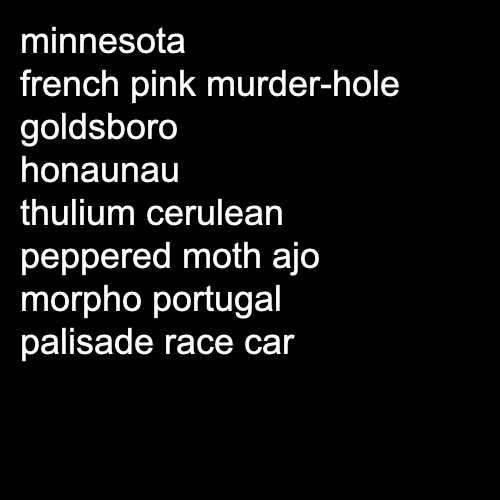 minnesota
french pink murder-hole
goldsboro
honaunau
thulium cerulean
peppered moth ajo
morpho portugal
palisade race car